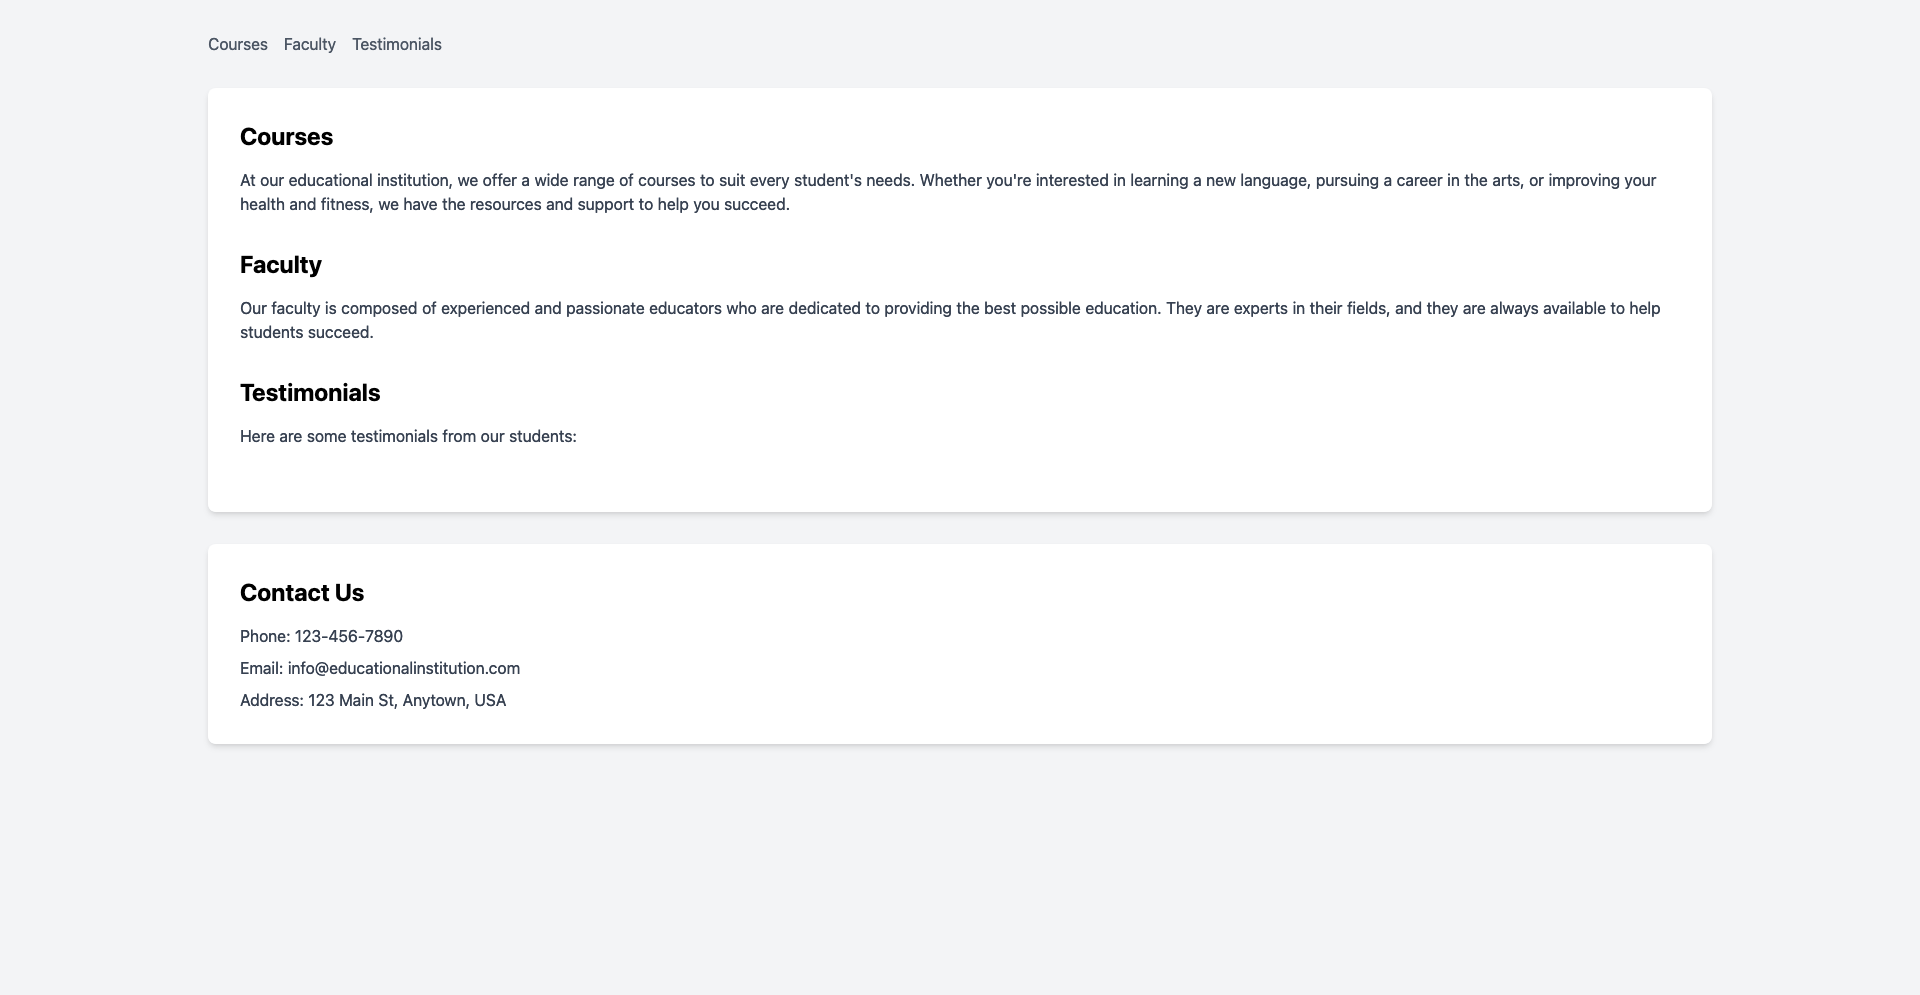 Courses Faculty Testimonials
Courses
At our educational institution, we offer a wide range of courses to suit every student's needs. Whether you're interested in learning a new language, pursuing a career in the arts, or improving your
health and fitness, we have the resources and support to help you succeed.
Faculty
Our faculty is composed of experienced and passionate educators who are dedicated to providing the best possible education. They are experts in their fields, and they are always available to help
students succeed.
Testimonials
Here are some testimonials from our students:
Contact Us
Phone: 123-456-7890
Email: info@educationalinstitution.com
Address: 123 Main St, Anytown, USA